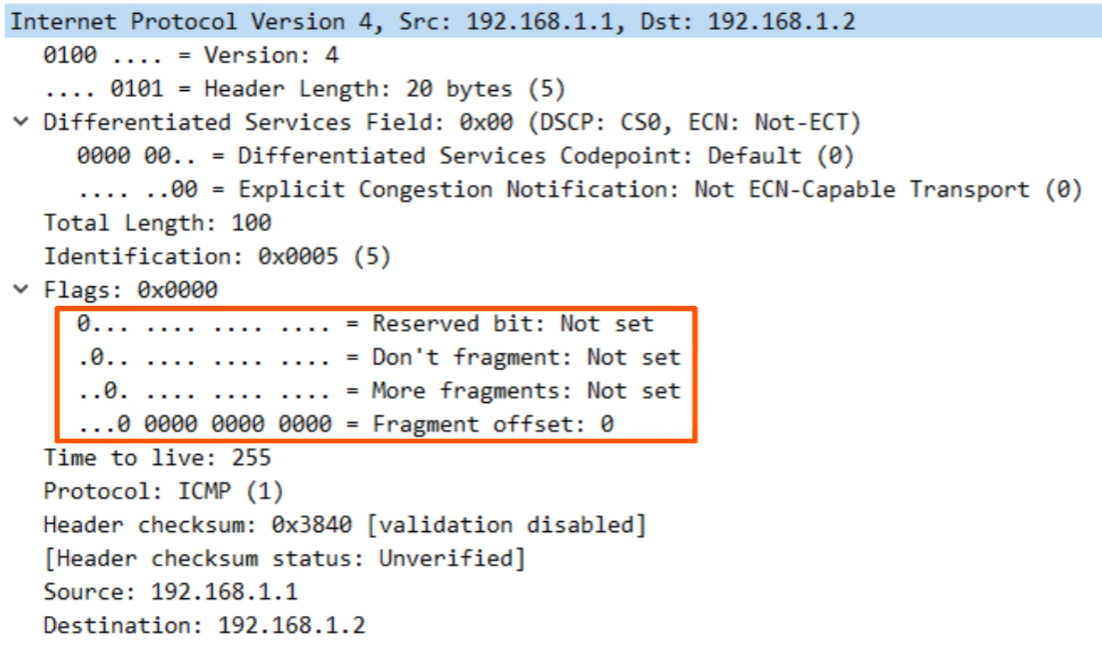 Internet Protocol Version 4, Src: 192.168.1.1, Dst: 192.168.1.2
0100 .... = Version: 4
.... 0101 = Header Length: 20 bytes (5)
Differentiated Services Field: 0x00 (DSCP: CS0, ECN: Not-ECT)
0000 00.. = Differentiated Services Codepoint: Default (0)
.... ..00 = Explicit Congestion Notification: Not ECN-Capable Transport (0)
Total Length: 100
Identification: 0x0005 (5)
Flags: 0x0000
0... .... .... .... = Reserved bit: Not set
.0.. .... .... .... = Don't fragment: Not set
..0. .... .... .... = More fragments: Not set
...0 0000 0000 0000 = Fragment offset: 0
Time to live: 255
Protocol: ICMP (1)
Header checksum: 0x3840 [validation disabled]
[Header checksum status: Unverified]
Source: 192.168.1.1
Destination: 192.168.1.2